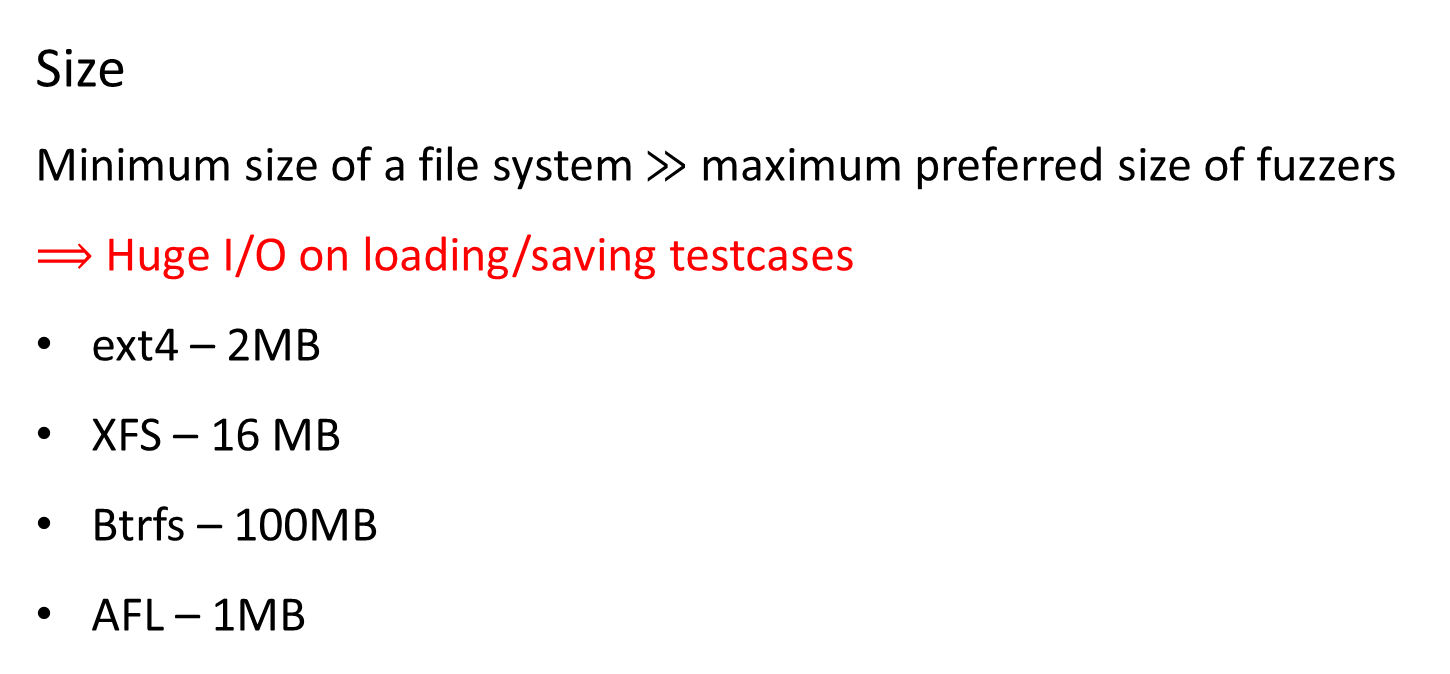 Size
Minimum size of a file system ≫ maximum preferred size of fuzzers
⟹ Huge I/O on loading/saving testcases
• ext4 – 2MB
• XFS – 16 MB
• Btrfs – 100MB
• AFL – 1MB